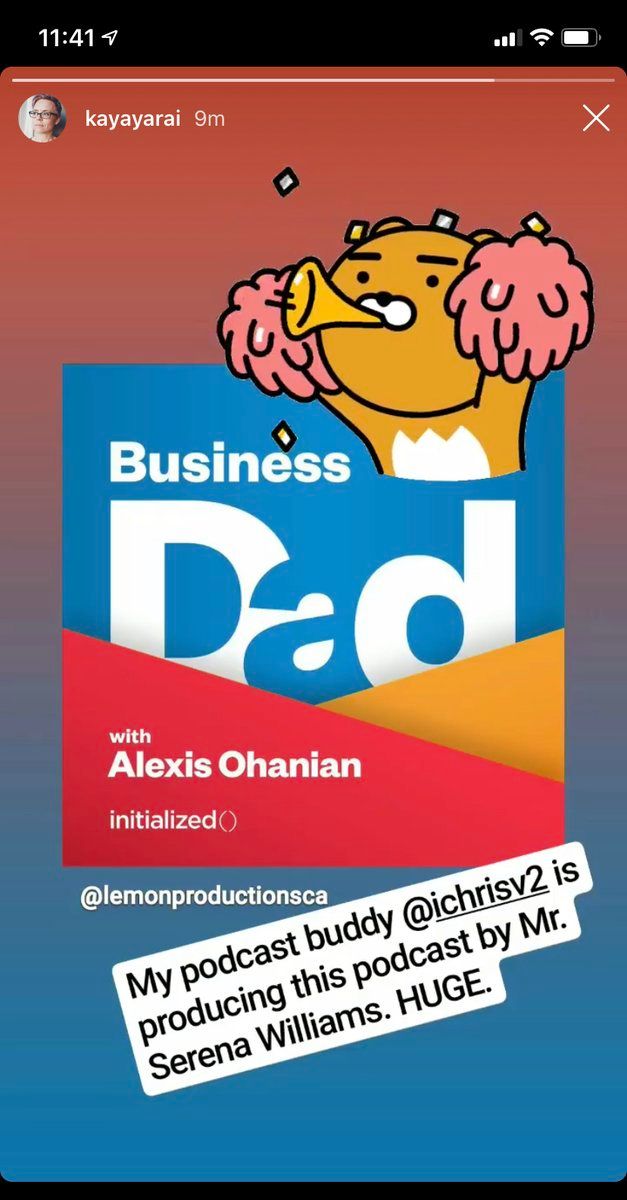 11:41
kayayarai 9m
Business
Dad
with
Alexis Ohanian
initialized()
@lemonproductionsca
My podcast buddy @ichrisv2 is
producing this podcast by Mr.
Serena Williams. HUGE.